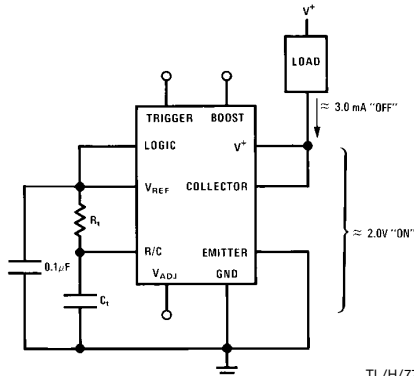 V+
LOAD
≈ 3.0 mA "OFF"
TRIGGER BOOST
LOGIC V+
VREF COLLECTOR
Rt
R/C EMITTER
0.1μF
VADJ GND
Ct
≈ 2.0V "ON"